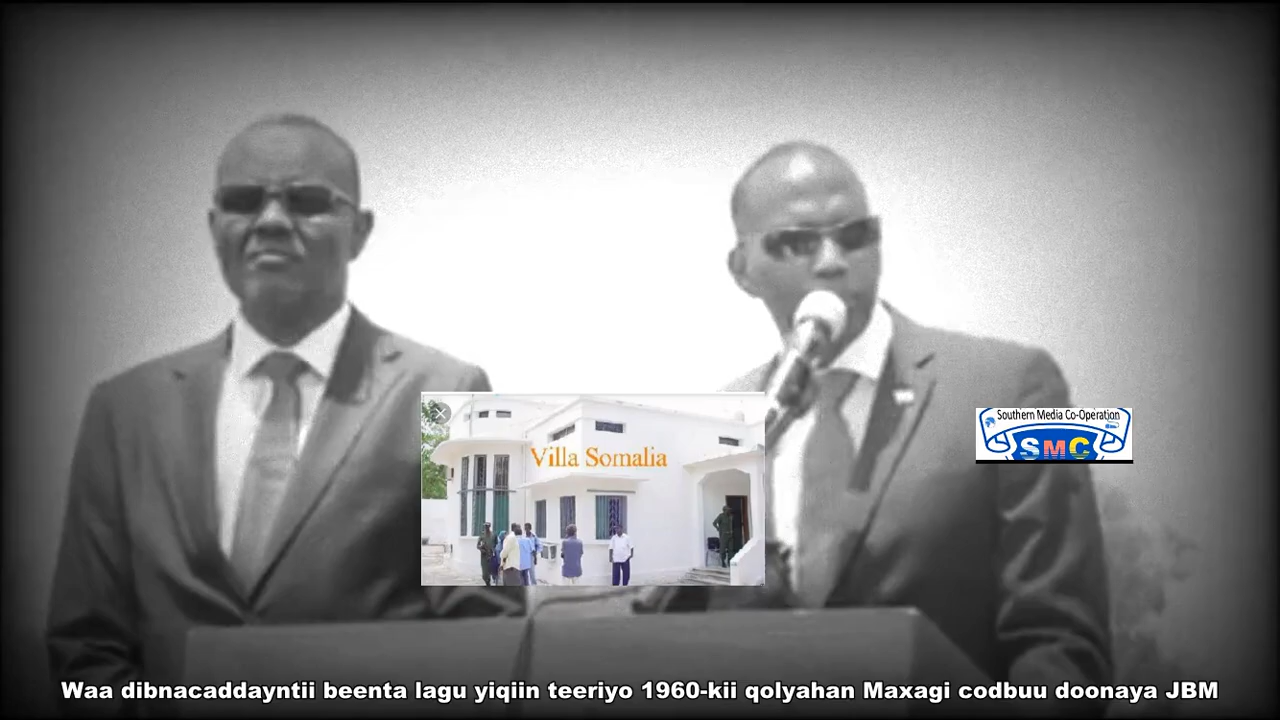 Villa Somalia
Southern Media Co-Operation
SMC
Waa dibnacaddayntii beenta lagu yiqiin teeriyo 1960-kii qolyahan Maxagi codbuu doonaya JBM